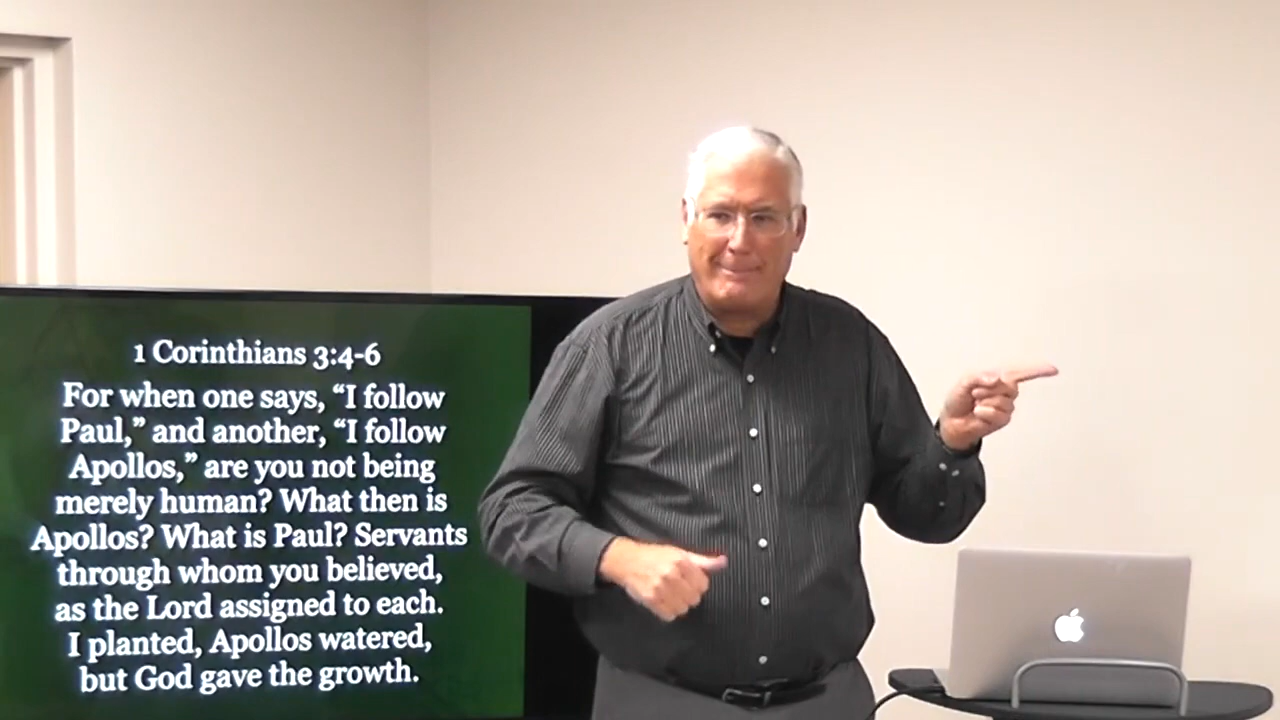 1 Corinthians 3:4-6
For when one says, “I follow
Paul,” and another, “I follow
Apollos,” are you not being
merely human? What then is
Apollos? What is Paul? Servants
through whom you believed,
as the Lord assigned to each.
I planted, Apollos watered,
but God gave the growth.